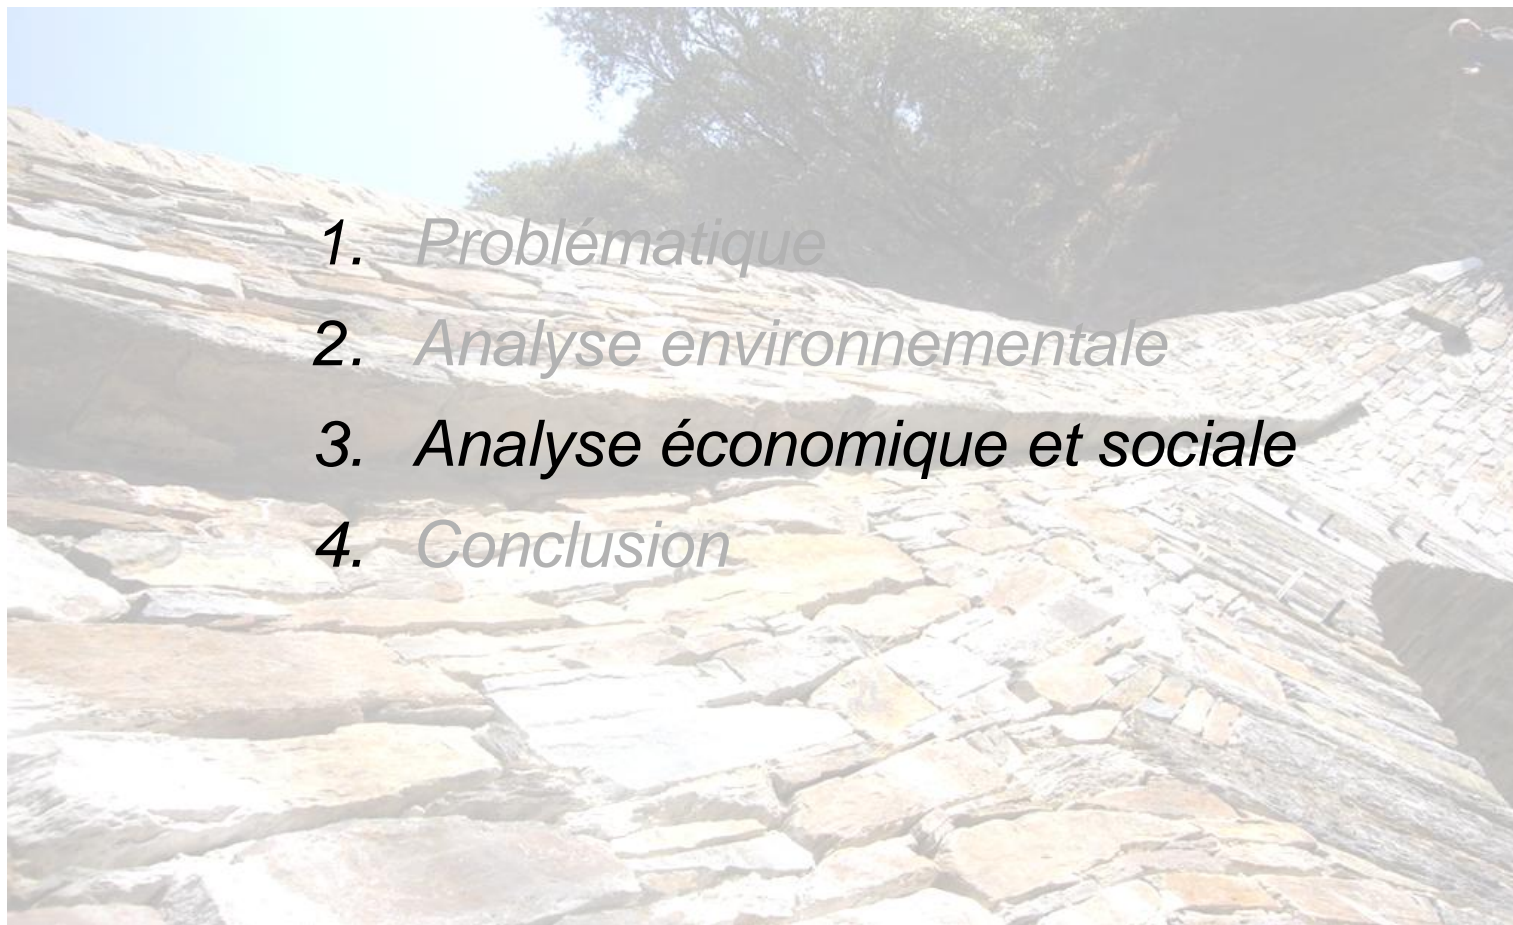 1. Problématique
2. Analyse environnementale
3. Analyse économique et sociale
4. Conclusion